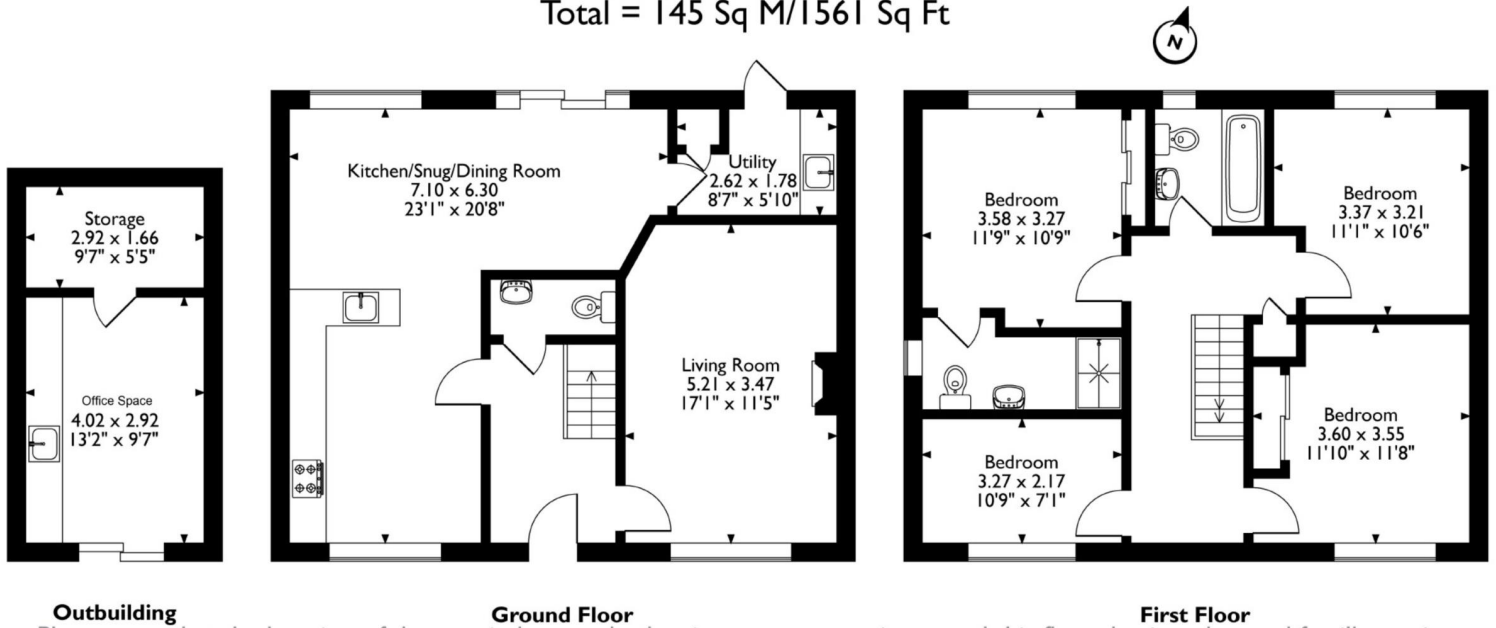 Total = 145 Sq M/1561 Sq Ft
N
Storage
2.92 x 1.66
9'7" x 5'5"
Office Space
4.02 x 2.92
13'2" x 9'7"
Outbuilding
Kitchen/Snug/Dining Room
7.10 x 6.30
23'1" x 20'8"
Utility
2.62 x 1.78
8'7" x 5'10"
Living Room
5.21 x 3.47
17'1" x 11'5"
Ground Floor
Bedroom
3.58 x 3.27
11'9" x 10'9"
Bedroom
3.37 x 3.21
11'1" x 10'6"
Bedroom
3.27 x 2.17
10'9" x 7'1"
Bedroom
3.60 x 3.55
11'10" x 11'8"
First Floor